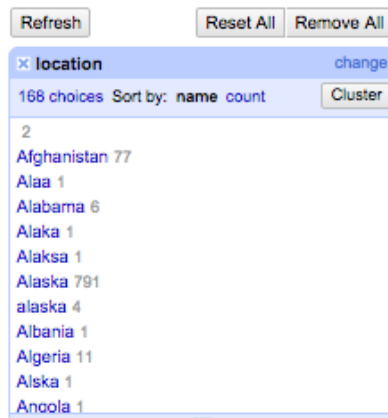 Refresh Reset All Remove All
× location change
168 choices Sort by: name count Cluster
2
Afghanistan 77
Alaa 1
Alabama 6
Alaka 1
Alaksa 1
Alaska 791
alaska 4
Albania 1
Algeria 11
Alska 1
Angola 1